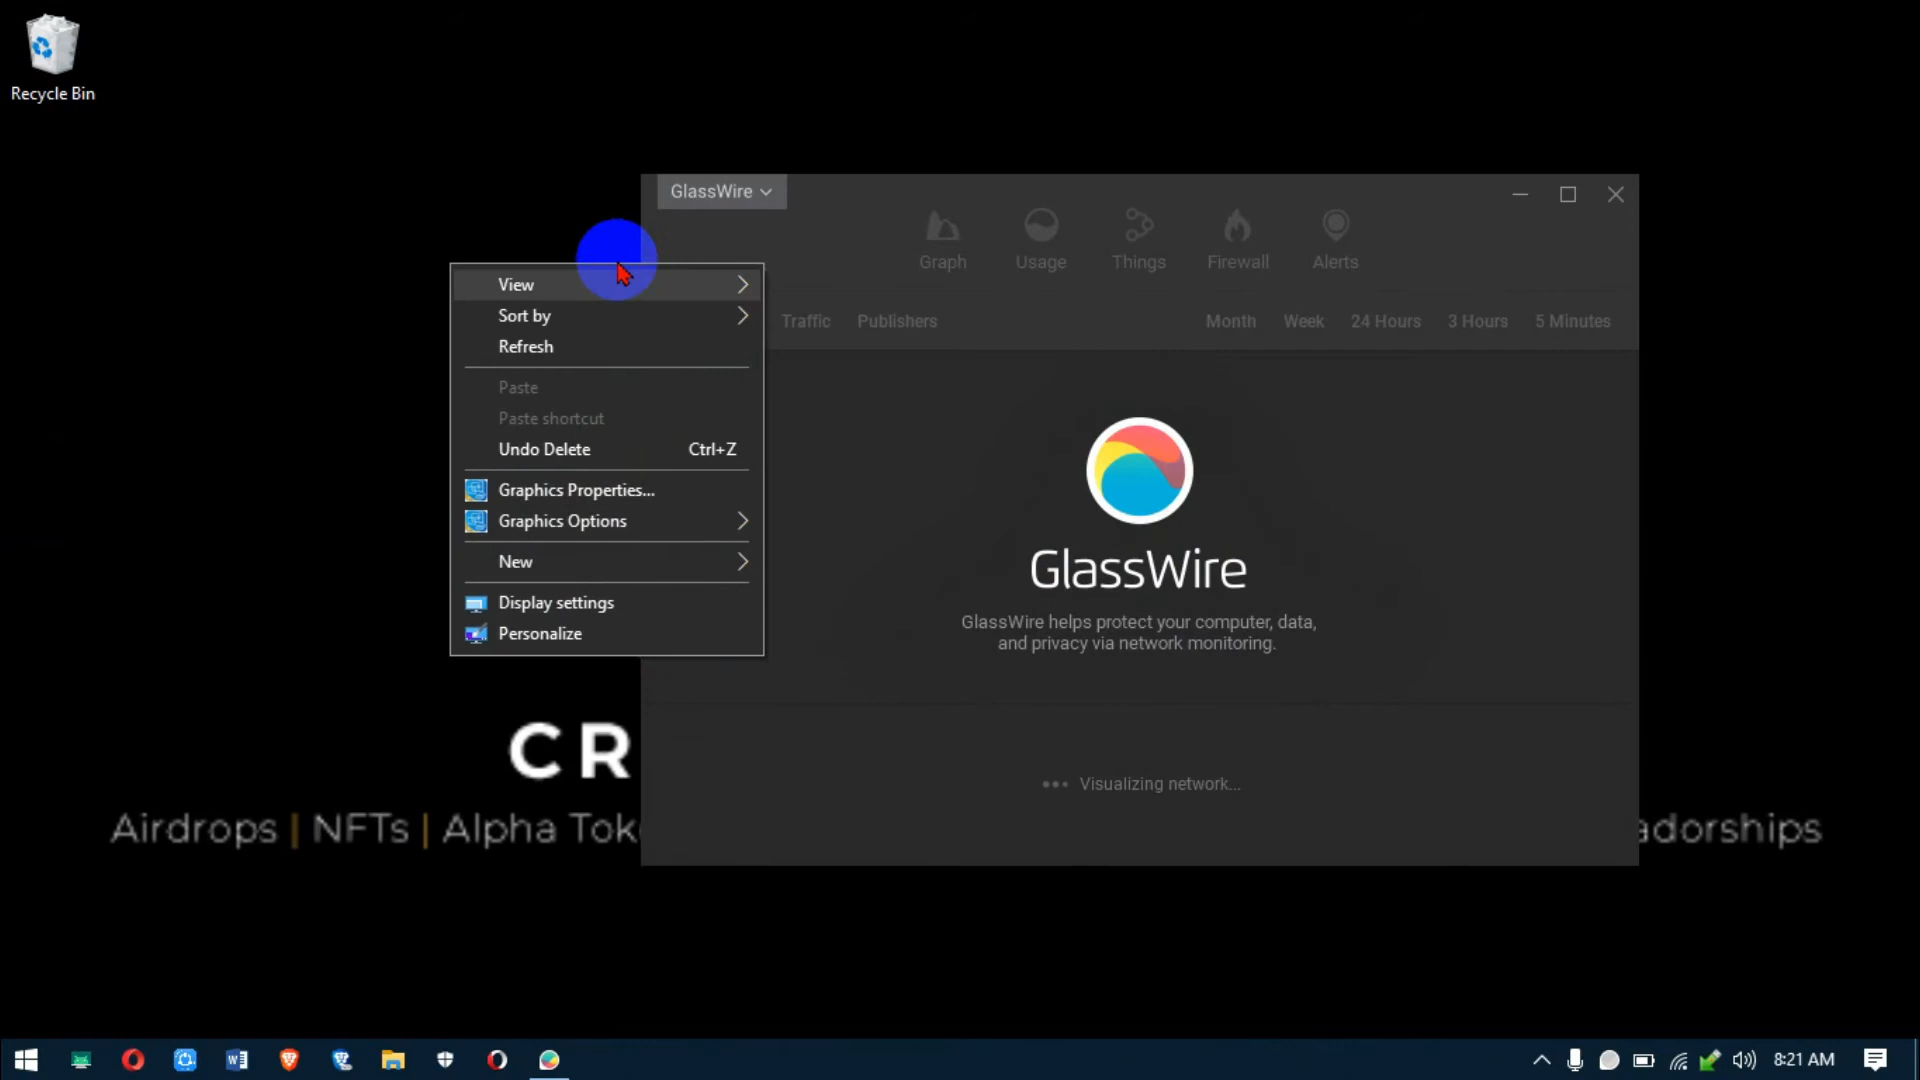 Recycle Bin
GlassWire
Graph
Usage
Things
Firewall
Alerts
Traffic
Publishers
Month
Week
24 Hours
3 Hours
5 Minutes
View
Sort by
Refresh
Paste
Paste shortcut
Undo Delete Ctrl+Z
Graphics Properties...
Graphics Options
New
Display settings
Personalize
GlassWire
GlassWire helps protect your computer, data,
and privacy via network monitoring.
Visualizing network...
CR
Airdrops | NFTs | Alpha Tok adorships
8:21 AM